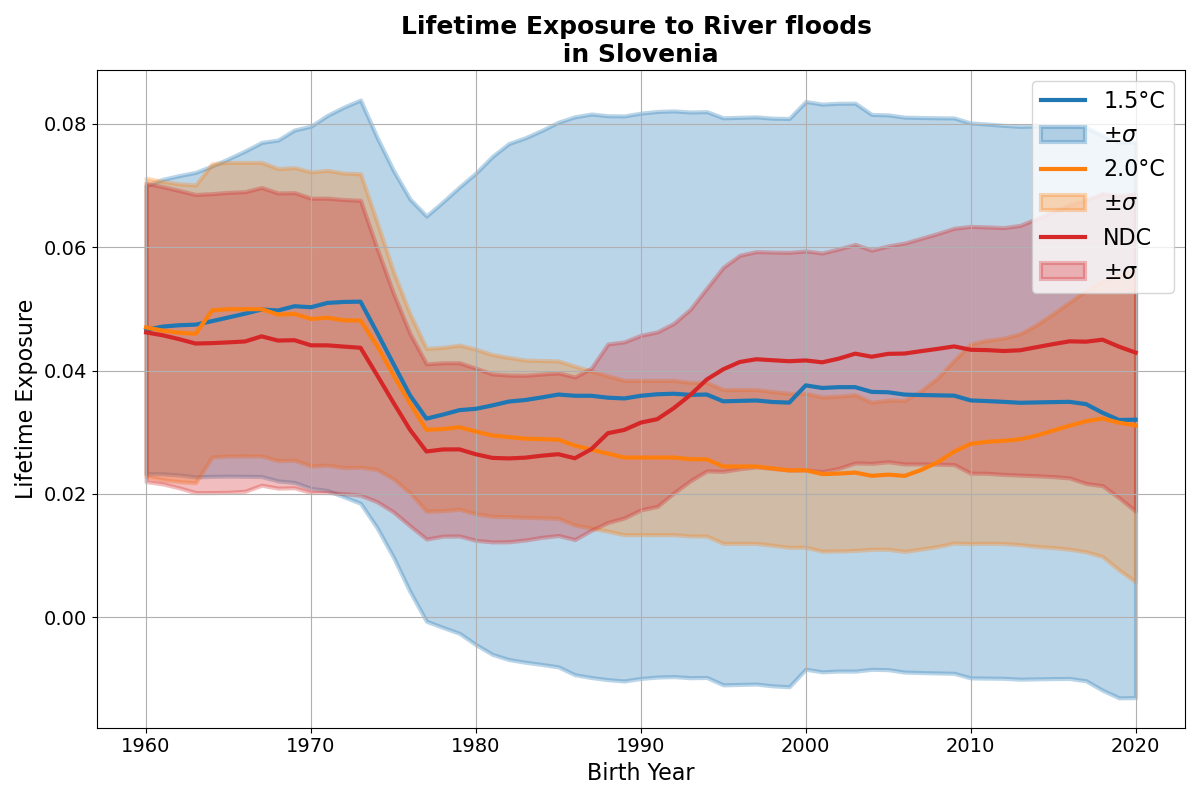 Lifetime Exposure to River floods
in Slovenia
1.5°C
±σ
2.0°C
±σ
NDC
±σ
Lifetime Exposure
0.08
0.06
0.04
0.02
0.00
1960 1970 1980 1990 2000 2010 2020
Birth Year